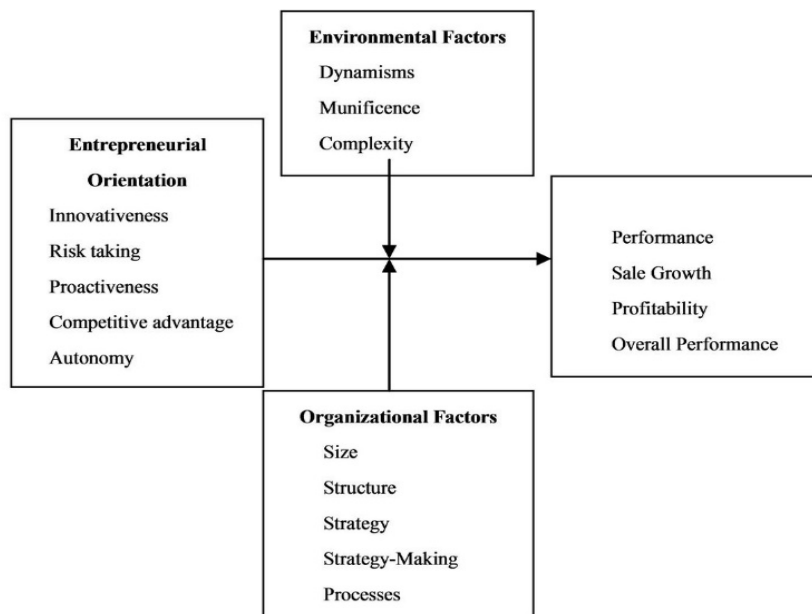 Environmental Factors
Dynamisms
Munificence
Complexity
Entrepreneurial
Orientation
Innovativeness
Risk taking
Proactiveness
Competitive advantage
Autonomy
Performance
Sale Growth
Profitability
Overall Performance
Organizational Factors
Size
Structure
Strategy
Strategy-Making
Processes